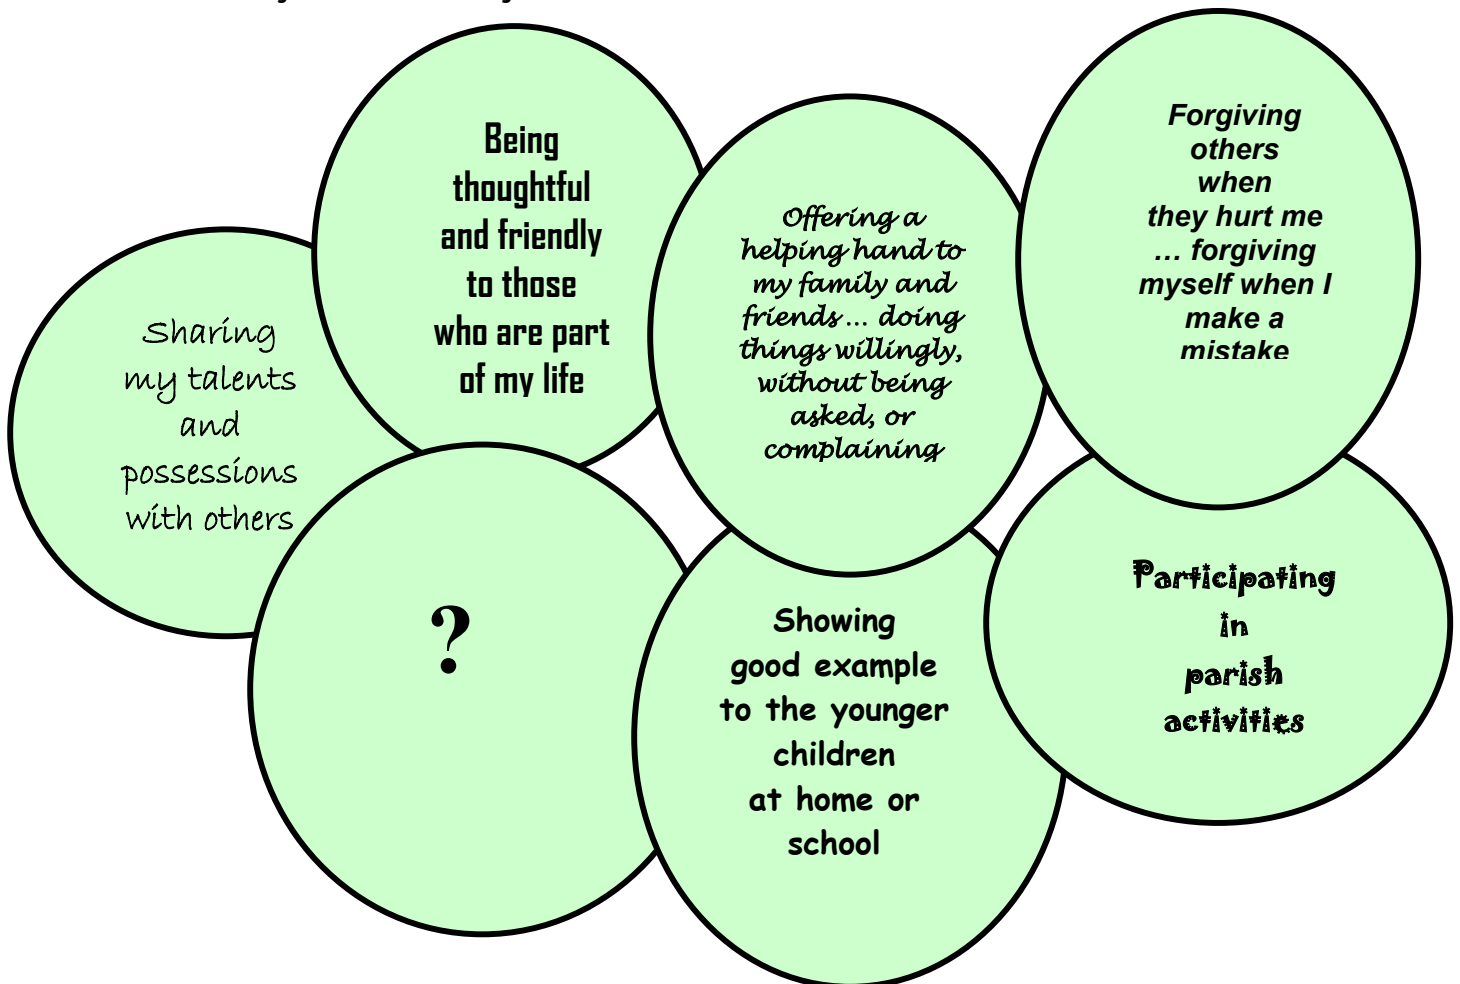 Sharing
my talents
and
possessions
with others
Being
thoughtful
and friendly
to those
who are part
of my life
Offering a
helping hand to
my family and
friends ... doing
things willingly,
without being
asked, or
complaining
Forgiving
others
when
they hurt me
... forgiving
myself when I
make a
mistake
?
Showing
good example
to the younger
children
at home or
school
Participating
in
parish
activities